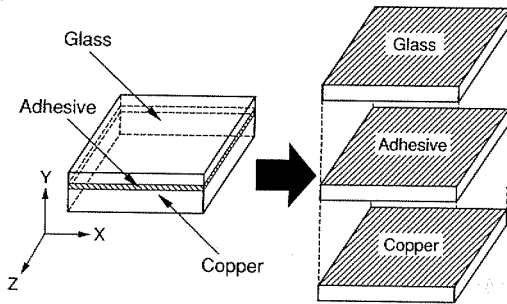 Glass
Adhesive
Y
X
Z
Copper
Glass
Adhesive
Copper